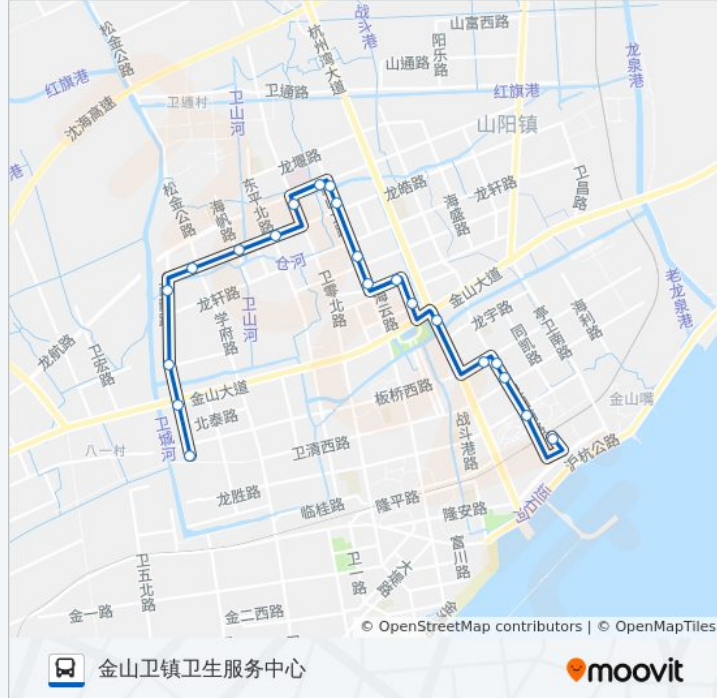 松金公路
杭州湾大道
战斗港
山富西路
阳乐路
山通路
龙泉港
红旗港
沈海高速
卫通村
卫山河
卫通路
红旗港
山阳镇
港
龙堰路
松金公路
海帆路
东平北路
龙皓路
海盛路
龙轩路
卫昌路
仓河
龙轩路
卫山河
学府路
卫零北路
海云路
金山大道
龙宇路
同凯路
亭卫南路
海利路
老龙泉港
龙航路
卫宏路
金山大道
北泰路
板桥西路
金山嘴
八一村
卫城河
卫清西路
战斗港路
沪杭公路
龙胜路
临桂路
隆平路
隆安路
卫五北路
卫一路
大堤路
富川路
金一路
金二西路
© OpenStreetMap contributors | © OpenMapTiles
金山卫镇卫生服务中心
moovit